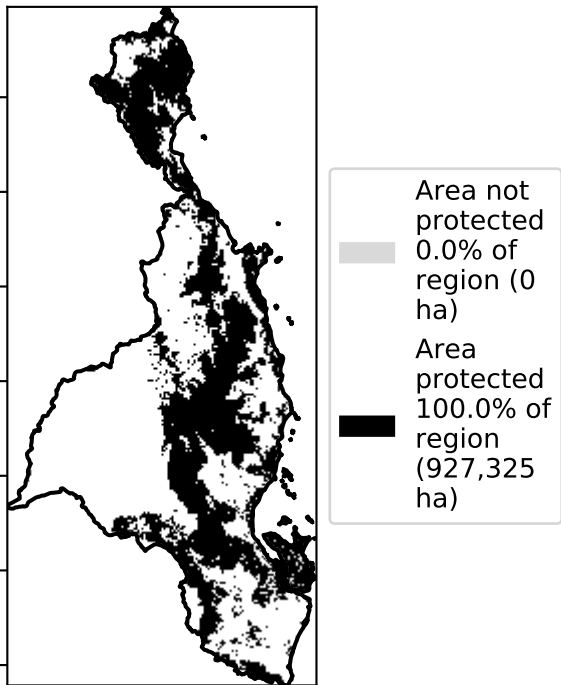 Area not
protected
0.0% of
region (0
ha)
Area
protected
100.0% of
region
(927,325
ha)